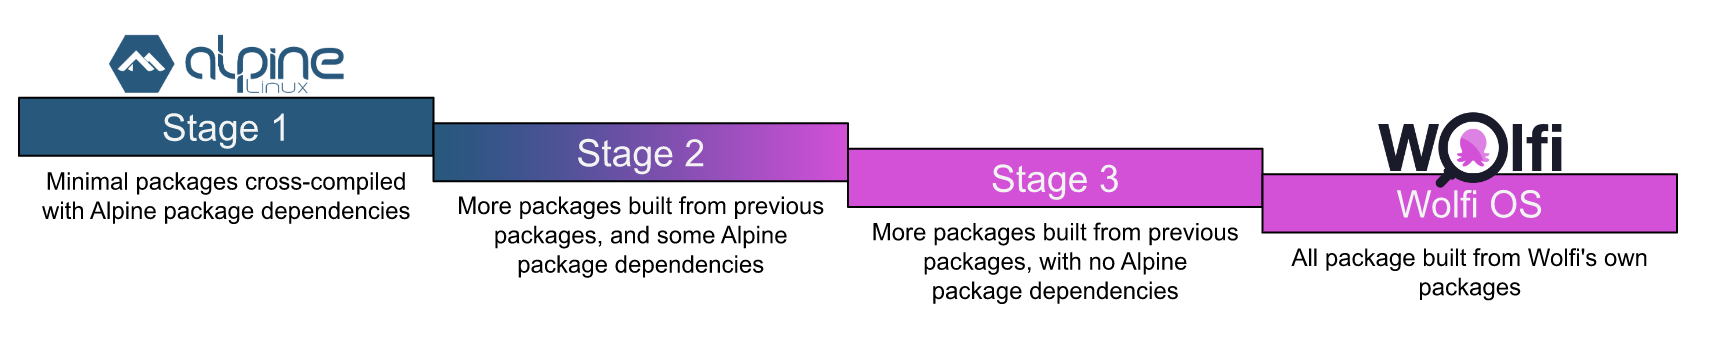 alpine
Linux
Stage 1
Minimal packages cross-compiled
with Alpine package dependencies
Stage 2
More packages built from previous
packages, and some Alpine
package dependencies
Stage 3
More packages built from previous
packages, with no Alpine
package dependencies
Wolfi
Wolfi OS
All package built from Wolfi's own
packages